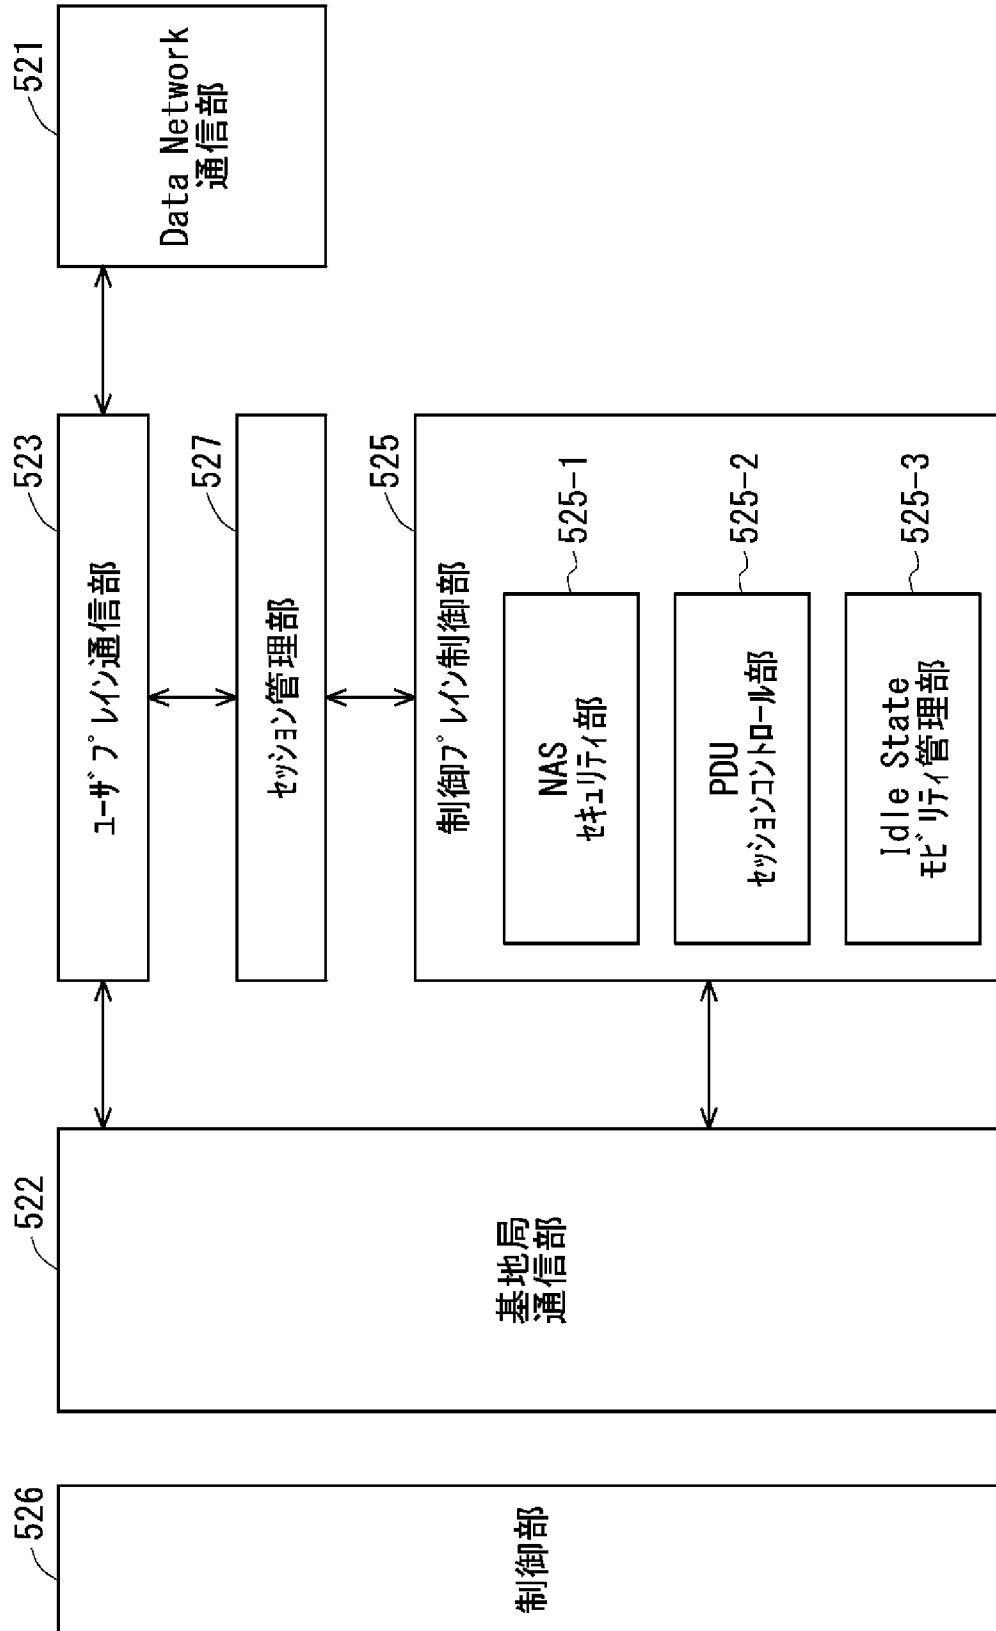 521
Data Network
通信部
523
ユーザプレイン通信部
527
セッション管理部
525
制御プレイン制御部
NAS
セキュリティ部
525-1
PDU
セッションコントロール部
525-2
Idle State
モビリティ管理部
525-3
522
基地局
通信部
526
制御部